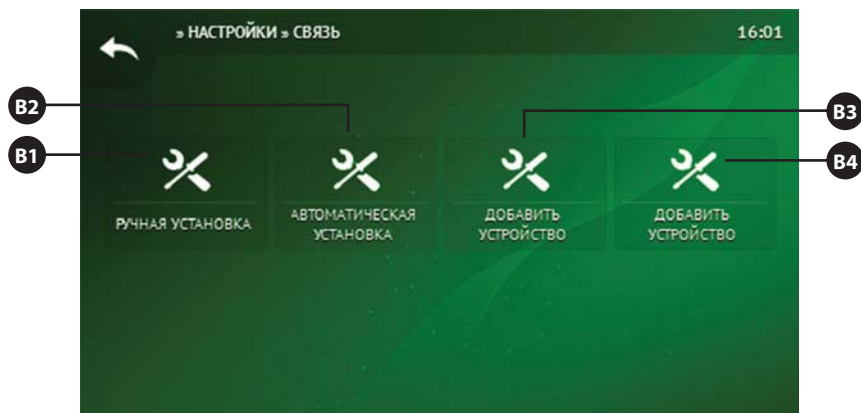 » НАСТРОЙКИ » СВЯЗЬ
16:01
B2
B3
B1
B4
РУЧНАЯ УСТАНОВКА
АВТОМАТИЧЕСКАЯ
УСТАНОВКА
ДОБАВИТЬ
УСТРОЙСТВО
ДОБАВИТЬ
УСТРОЙСТВО